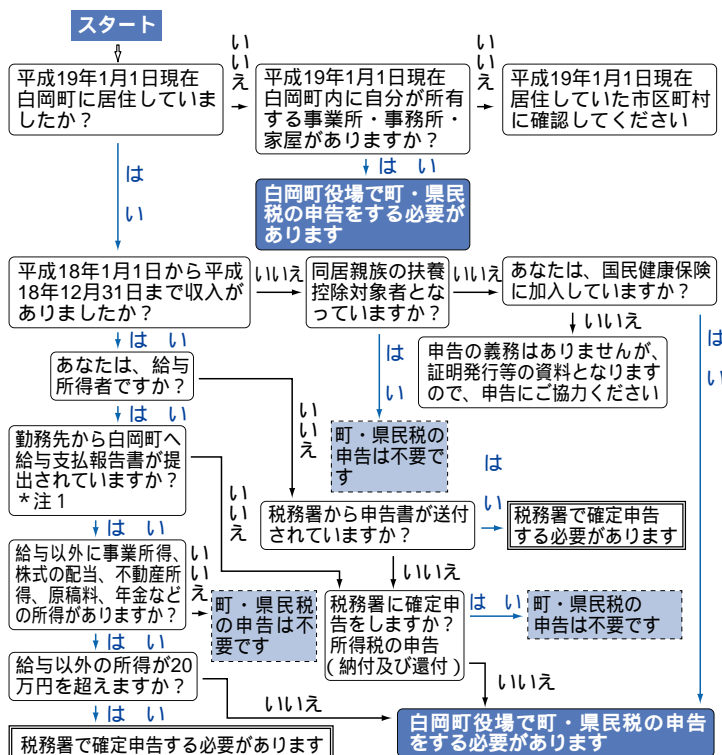 スタート
いいえ
いいえ
平成19年1月1日現在
白岡町に居住していま
したか？
平成19年1月1日現在
白岡町内に自分が所有
する事業所・事務所・
家屋がありますか？
平成19年1月1日現在
居住していた市区町村
に確認してください
はい
はい
白岡町役場で町・県民
税の申告をする必要が
あります
平成18年1月1日から平成
18年12月31日まで収入が
ありましたか？
いいえ
同居親族の扶養
控除対象者とな
っていますか？
いいえ
あなたは、国民健康保険
に加入していますか？
はい
はい
いいえ
はい
あなたは、給与
所得者ですか？
申告の義務はありませんが、
証明発行等の資料となります
ので、申告にご協力ください
はい
いいえ
町・県民税の
申告は不要で
す
勤務先から白岡町へ
給与支払報告書が提
出されていますか？
＊注1
いいえ
税務署から申告書が送付
されていますか？
はい
税務署で確定申告
する必要があります
はい
いいえ
いいえ
給与以外に事業所得、
株式の配当、不動産所
得、原稿料、年金など
の所得がありますか？
町・県民税
の申告は不
要です
税務署に確定申
告をしますか？
所得税の申告
（納付及び還付）
はい
町・県民税の
申告は不要です
はい
給与以外の所得が20
万円を超えますか？
いいえ
いいえ
はい
税務署で確定申告する必要があります
白岡町役場で町・県民税の申告
をする必要があります